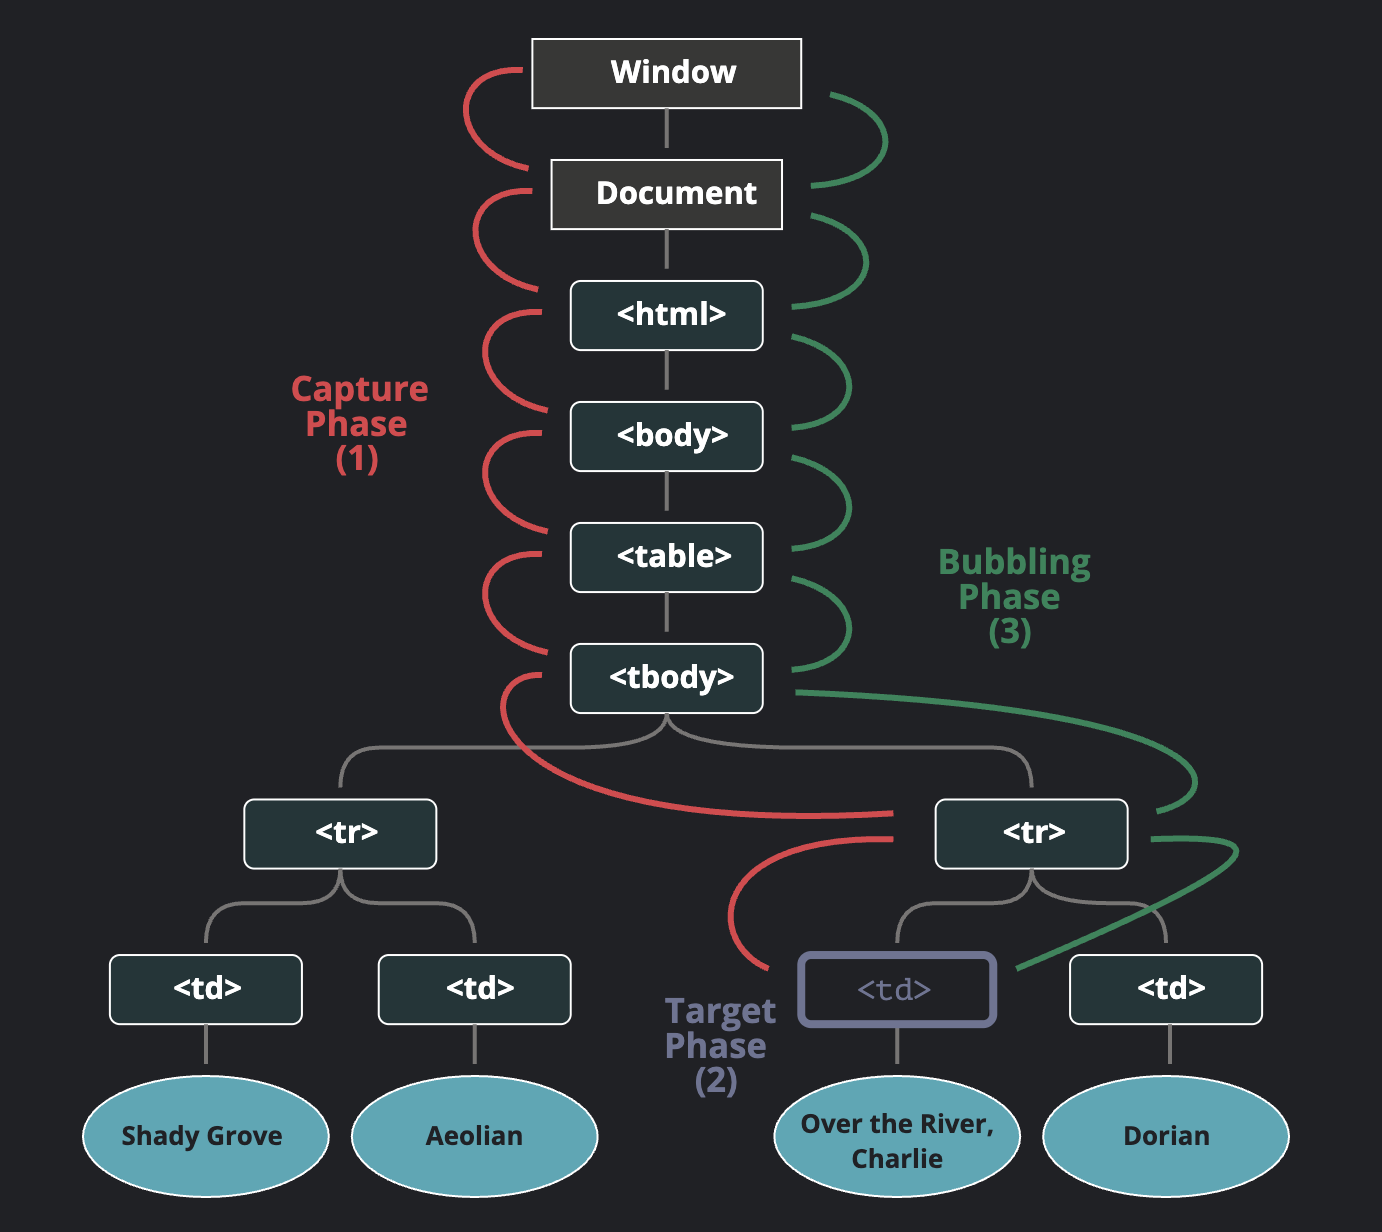 Window
Document
<html>
Capture
Phase
(1)
<body>
<table>
Bubbling
Phase
(3)
<tbody>
<tr>
<tr>
<td>
<td>
<td>
<td>
Target
Phase
(2)
Shady Grove
Aeolian
Over the River,
Charlie
Dorian